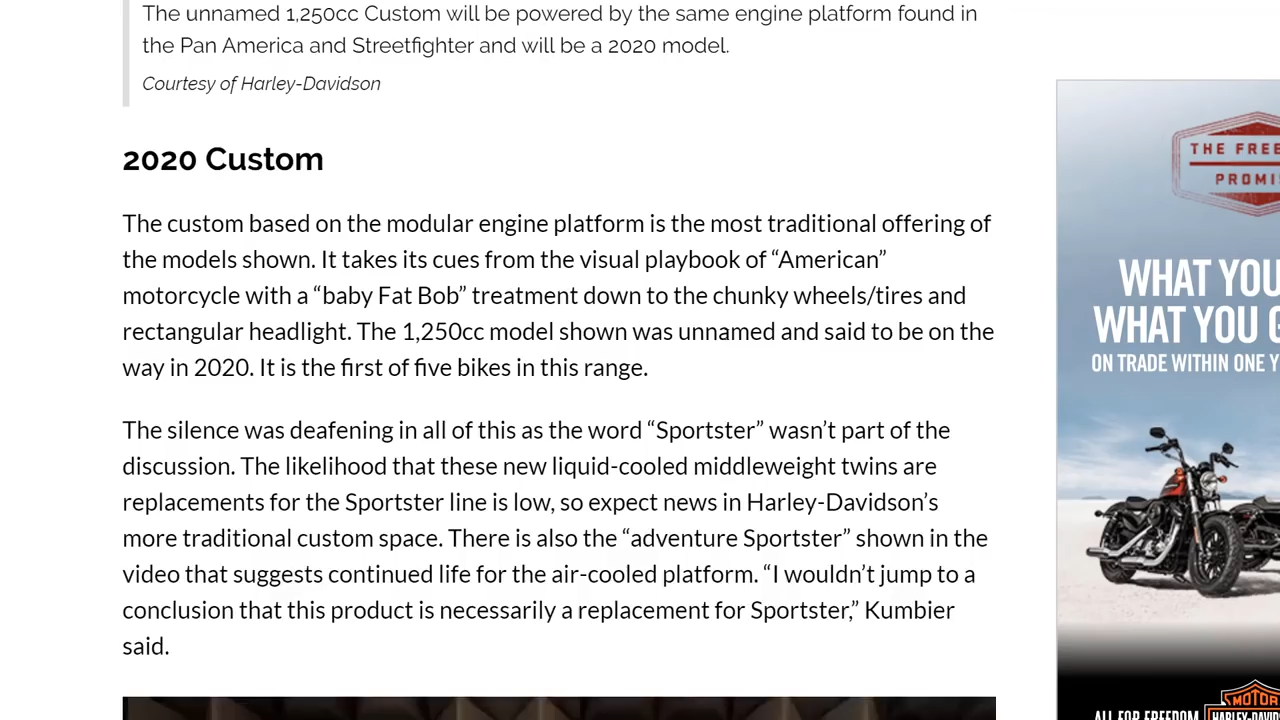 The unnamed 1,250cc Custom will be powered by the same engine platform found in
the Pan America and Streetfighter and will be a 2020 model.
Courtesy of Harley-Davidson
2020 Custom
The custom based on the modular engine platform is the most traditional offering of
the models shown. It takes its cues from the visual playbook of “American”
motorcycle with a “baby Fat Bob” treatment down to the chunky wheels/tires and
rectangular headlight. The 1,250cc model shown was unnamed and said to be on the
way in 2020. It is the first of five bikes in this range.
The silence was deafening in all of this as the word “Sportster” wasn’t part of the
discussion. The likelihood that these new liquid-cooled middleweight twins are
replacements for the Sportster line is low, so expect news in Harley-Davidson’s
more traditional custom space. There is also the “adventure Sportster” shown in the
video that suggests continued life for the air-cooled platform. “I wouldn’t jump to a
conclusion that this product is necessarily a replacement for Sportster,” Kumbier
said.
THE FREE
PROMIS
WHAT YOU
WHAT YOU G
ON TRADE WITHIN ONE Y
MOTOR
ALL FOR FREEDOM
HARLEY-DAVID